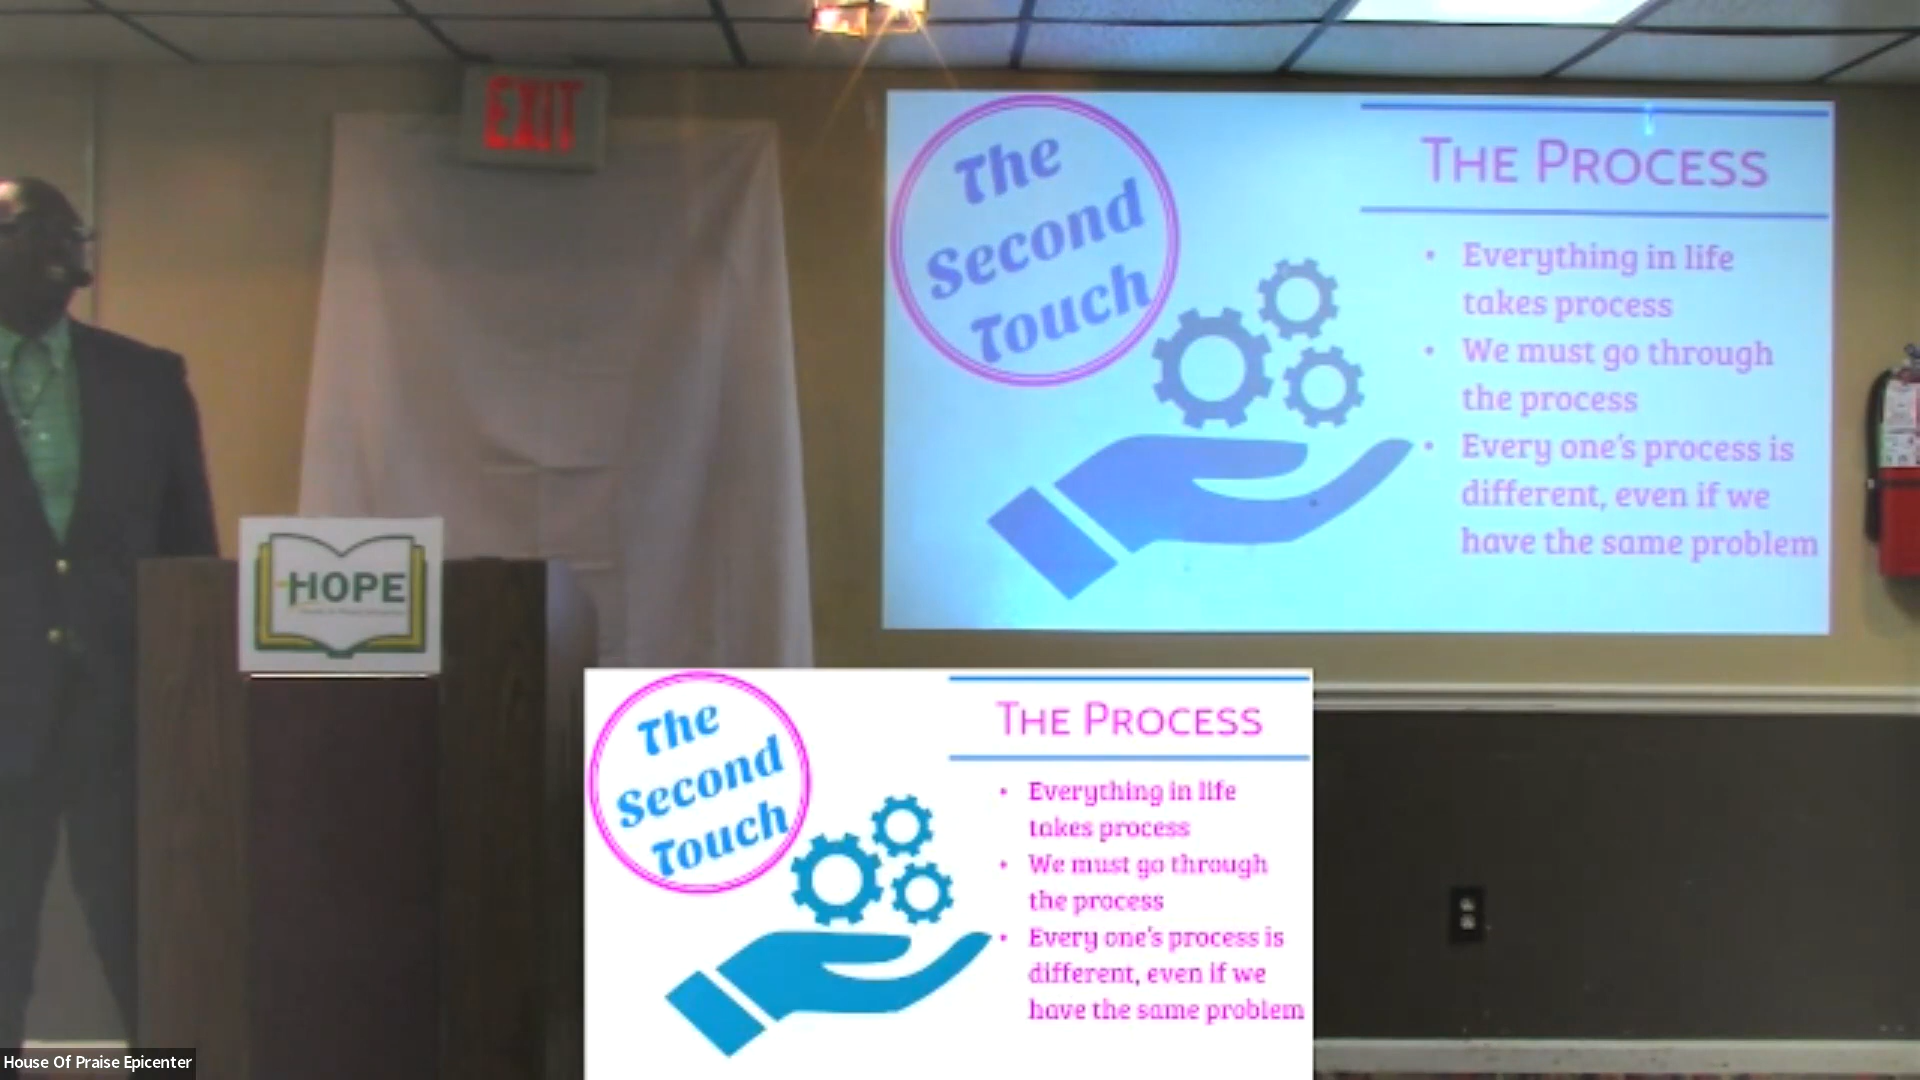 EXIT
The
Second
Touch
THE PROCESS
• Everything in life
takes process
• We must go through
the process
• Every one's process is
different, even if we
have the same problem
HOPE
The
Second
Touch
THE PROCESS
• Everything in life
takes process
• We must go through
the process
• Every one's process is
different, even if we
have the same problem
House Of Praise Epicenter